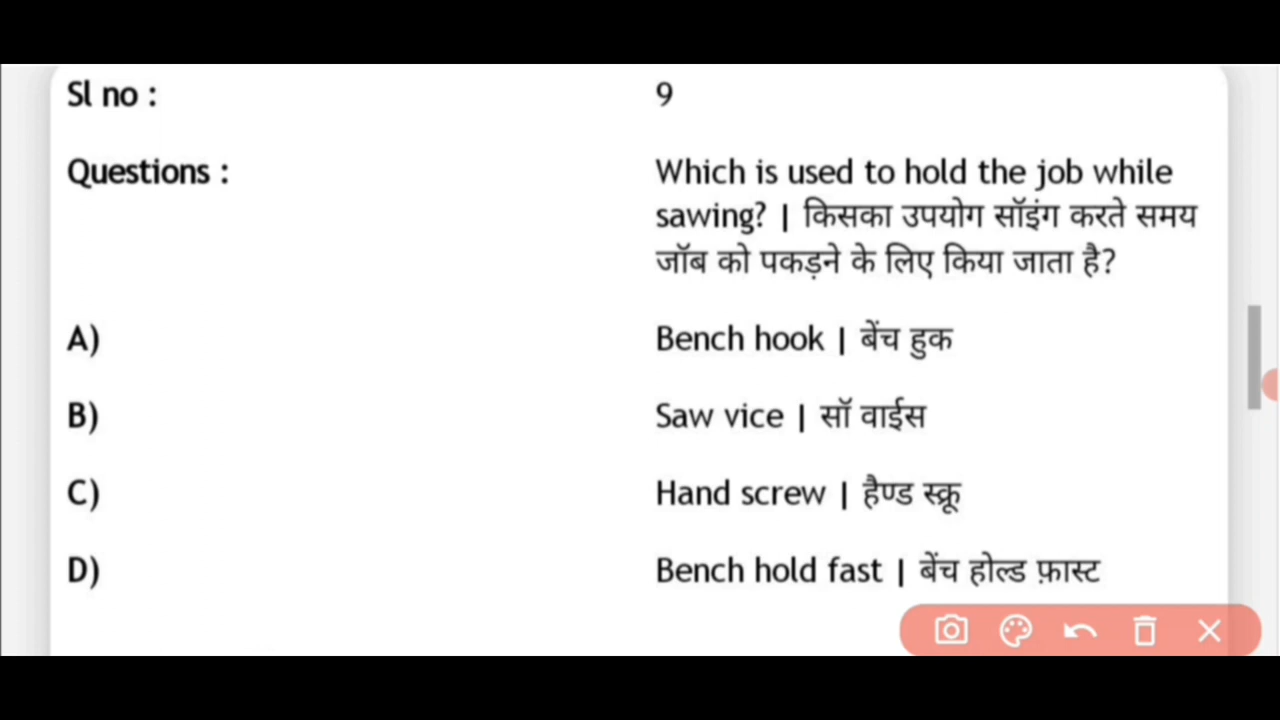 Sl no : 9
Questions : Which is used to hold the job while
sawing? | किसका उपयोग सॉइंग करते समय
जॉब को पकड़ने के लिए किया जाता है?
A) Bench hook | बेंच हुक
B) Saw vice | सॉ वाईस
C) Hand screw | हैण्ड स्क्रू
D) Bench hold fast | बेंच होल्ड फ़ास्ट